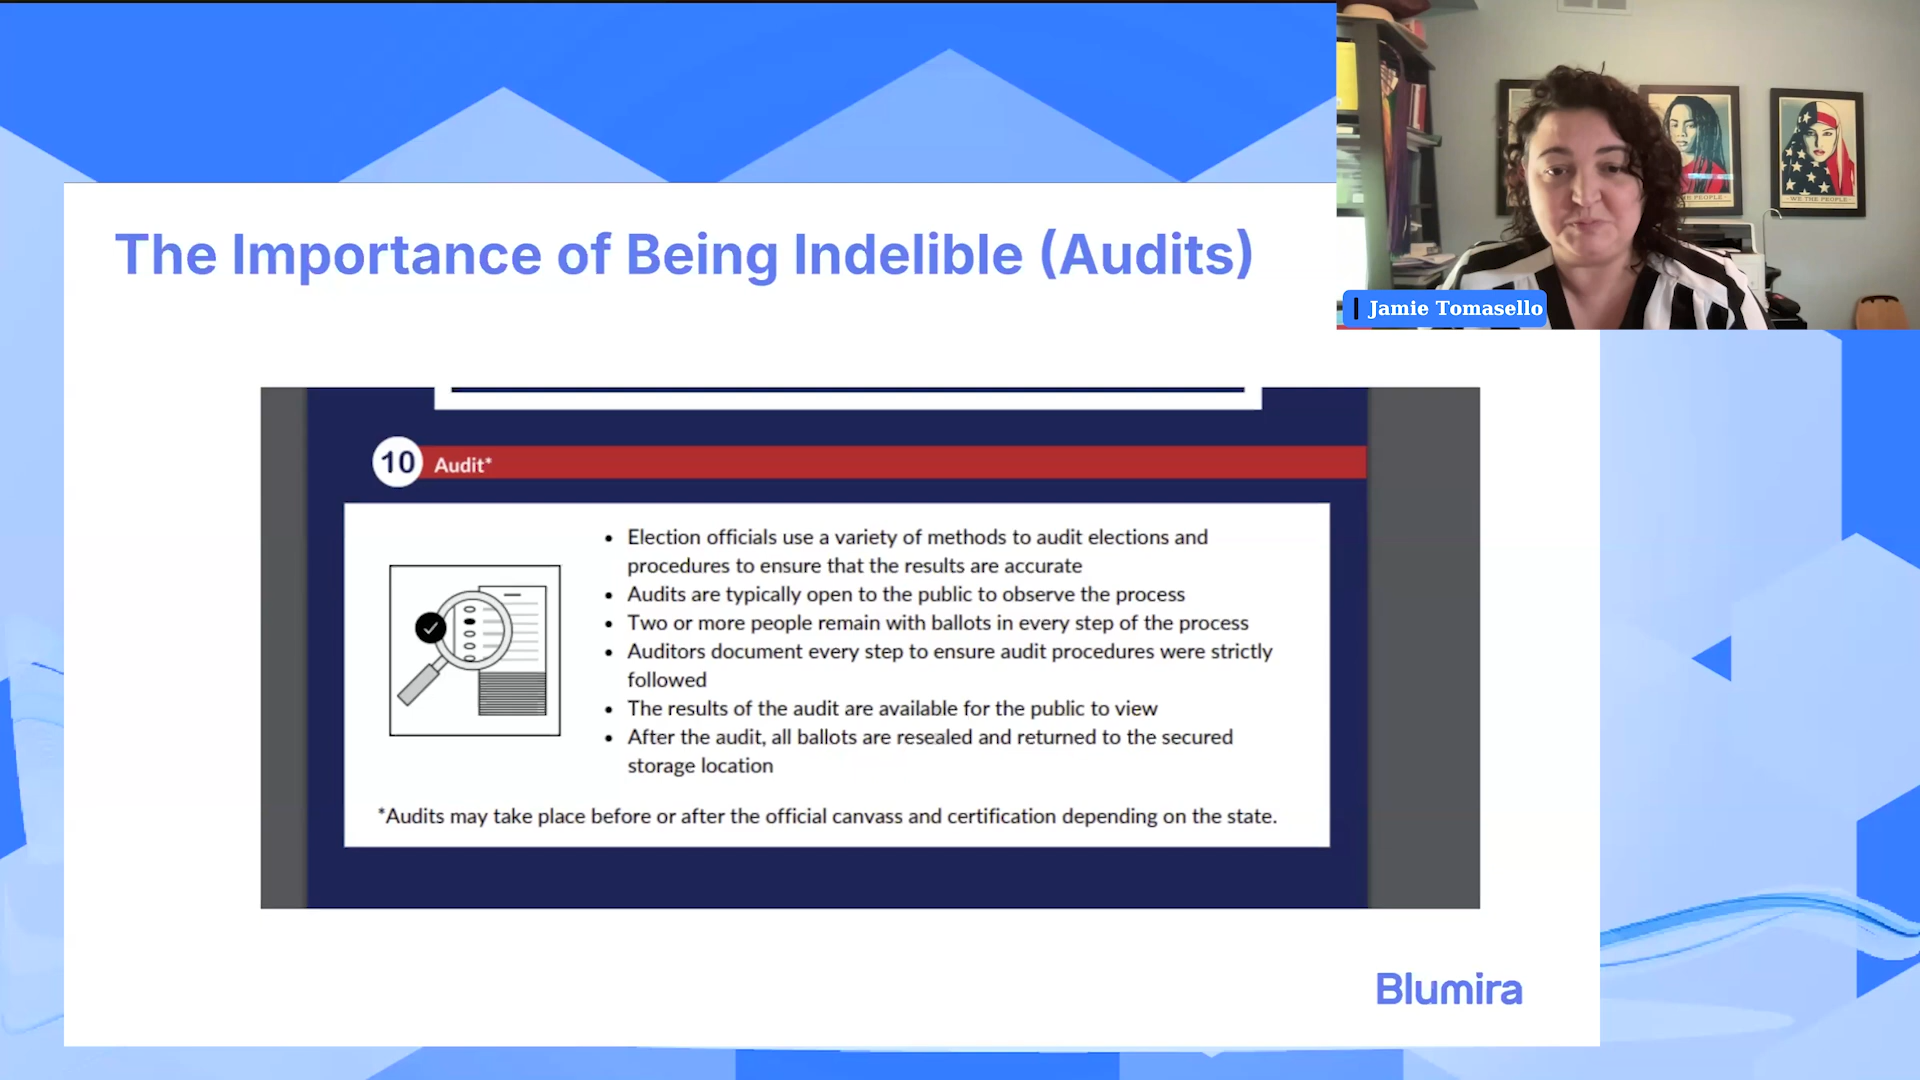 The Importance of Being Indelible (Audits)
Jamie Tomasello
WE THE PEOPLE
THE PEOPLE
10
Audit*
• Election officials use a variety of methods to audit elections and
procedures to ensure that the results are accurate
• Audits are typically open to the public to observe the process
• Two or more people remain with ballots in every step of the process
• Auditors document every step to ensure audit procedures were strictly
followed
• The results of the audit are available for the public to view
• After the audit, all ballots are resealed and returned to the secured
storage location
*Audits may take place before or after the official canvass and certification depending on the state.
Blumira